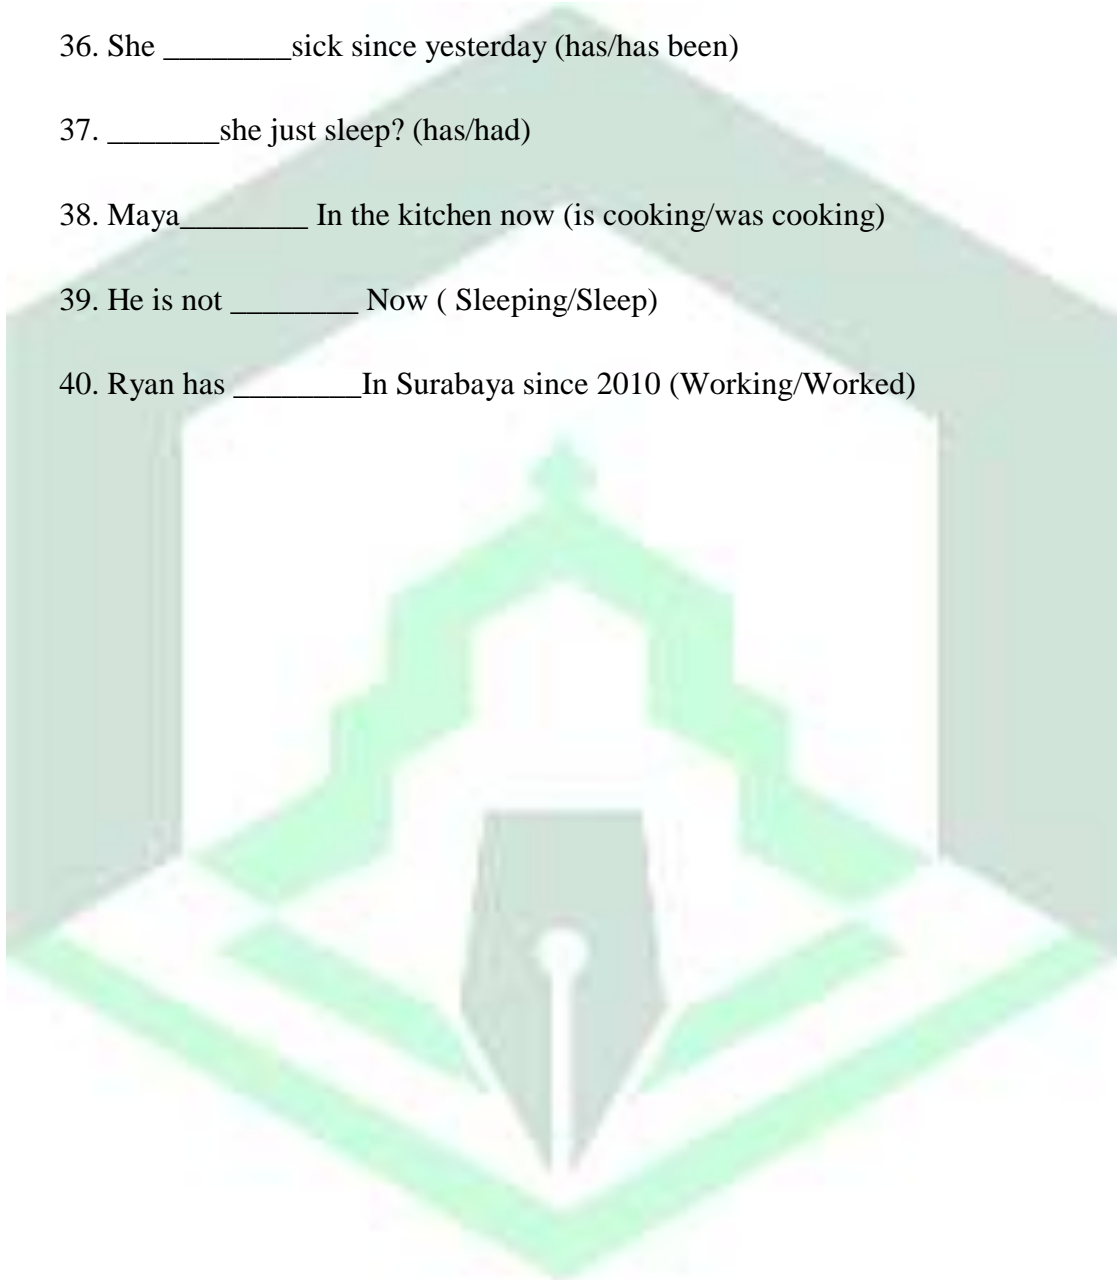 36. She ________sick since yesterday (has/has been)
37. _______she just sleep? (has/had)
38. Maya________ In the kitchen now (is cooking/was cooking)
39. He is not ________ Now ( Sleeping/Sleep)
40. Ryan has ________In Surabaya since 2010 (Working/Worked)